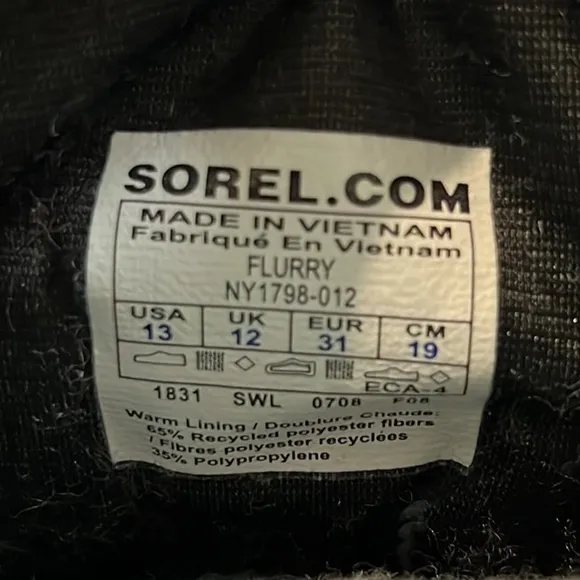 SOREL.COM
MADE IN VIETNAM
Fabriqué En Vietnam
FLURRY
NY1798-012
USA UK EUR CM
13 12 31 19
ECA-4
1831 SWL 0708 F08
Warm Lining / Doublure Chaude:
65% Recycled polyester fibers
/ Fibres polyester recyclées
35% Polypropylene